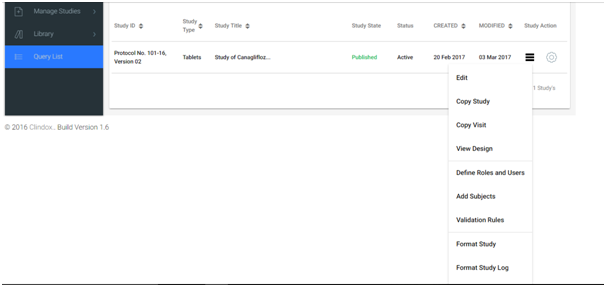 Manage Studies
Library
Query List
Study ID
Study Type
Study Title
Study State
Status
CREATED
MODIFIED
Study Action
Protocol No. 101-16, Version 02
Tablets
Study of Canaglifloz...
Published
Active
20 Feb 2017
03 Mar 2017
1 Study's
Edit
Copy Study
Copy Visit
View Design
Define Roles and Users
Add Subjects
Validation Rules
Format Study
Format Study Log
© 2016 Clindox.. Build Version 1.6